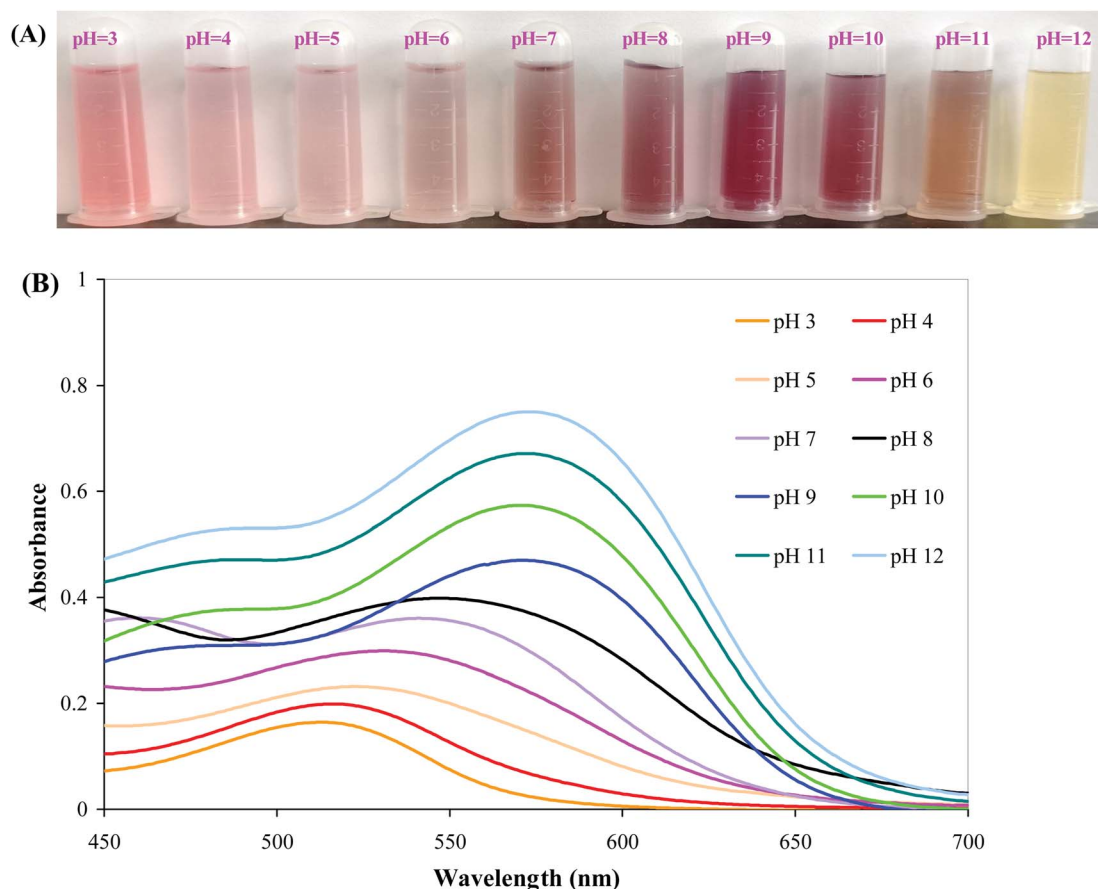 (A) pH=3 pH=4 pH=5 pH=6 pH=7 pH=8 pH=9 pH=10 pH=11 pH=12
(B)
1
0.8
0.6
0.4
0.2
0
Absorbance
450 500 550 600 650 700
Wavelength (nm)
pH 3 pH 4
pH 5 pH 6
pH 7 pH 8
pH 9 pH 10
pH 11 pH 12